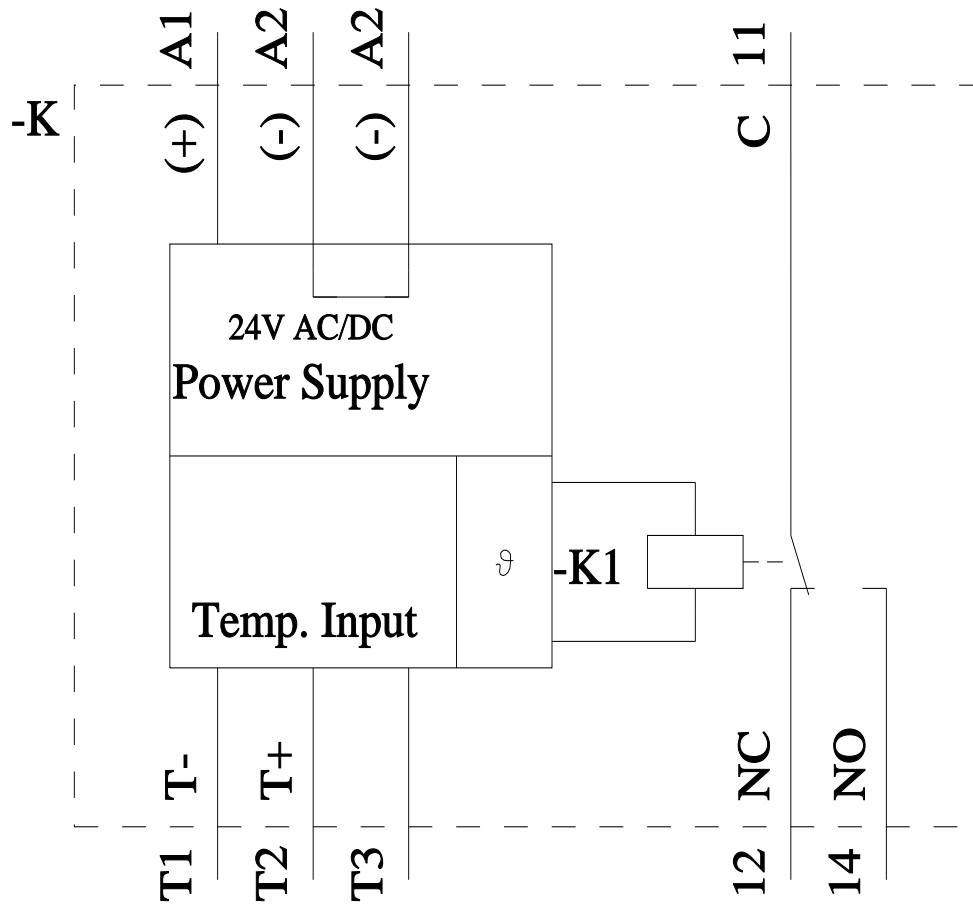 A1 A2 A2 11
-K
(+) (-) (-) C
24V AC/DC
Power Supply
ϑ -K1
Temp. Input
T- T+ NC NO
T1 T2 T3 12 14